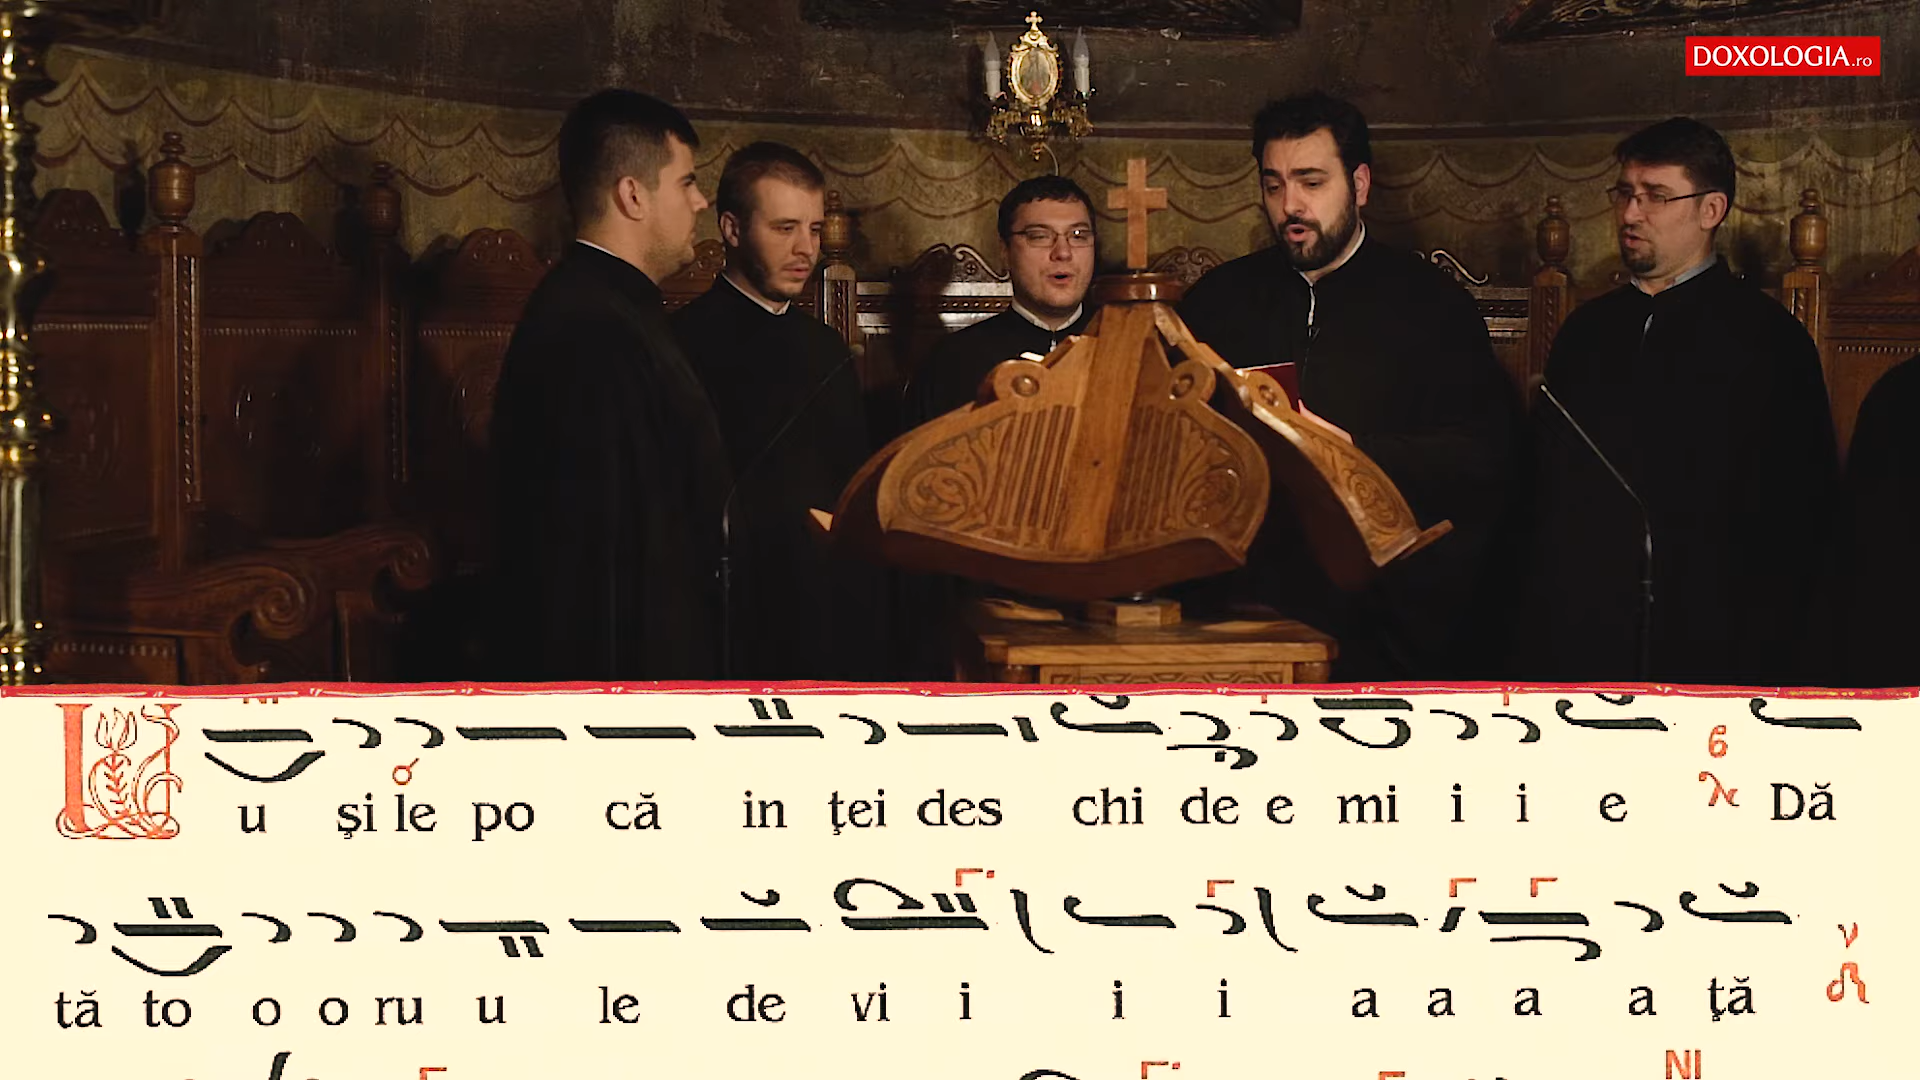 DOXOLOGIA.ro
U u şi le po că in ţei des chi de e mi i i e Dă
tă to o o ru u le de vi i i i a a a a ţă
NI